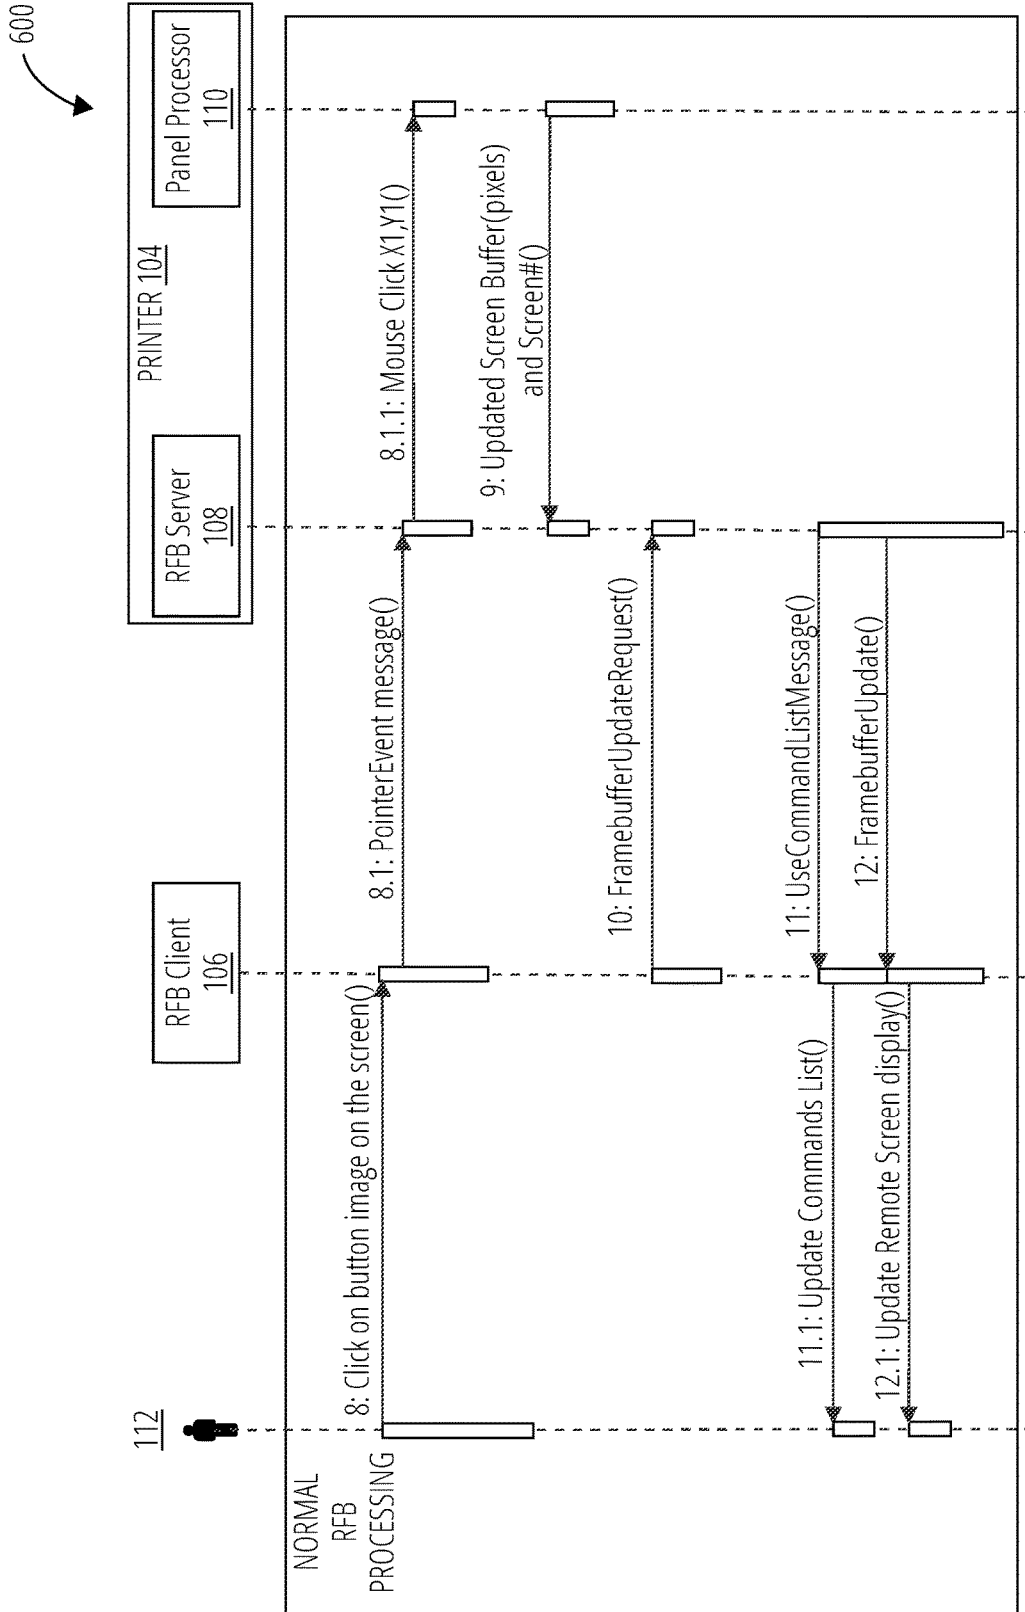 600
PRINTER 104
112
RFB Client
106
RFB Server
108
Panel Processor
110
NORMAL
RFB
PROCESSING
8: Click on button image on the screen()
8.1: PointerEvent message()
8.1.1: Mouse Click X1,Y1()
9: Updated Screen Buffer(pixels)
and Screen#()
10: FramebufferUpdateRequest()
11: UseCommandListMessage()
11.1: Update Commands List()
12: FramebufferUpdate()
12.1: Update Remote Screen display()